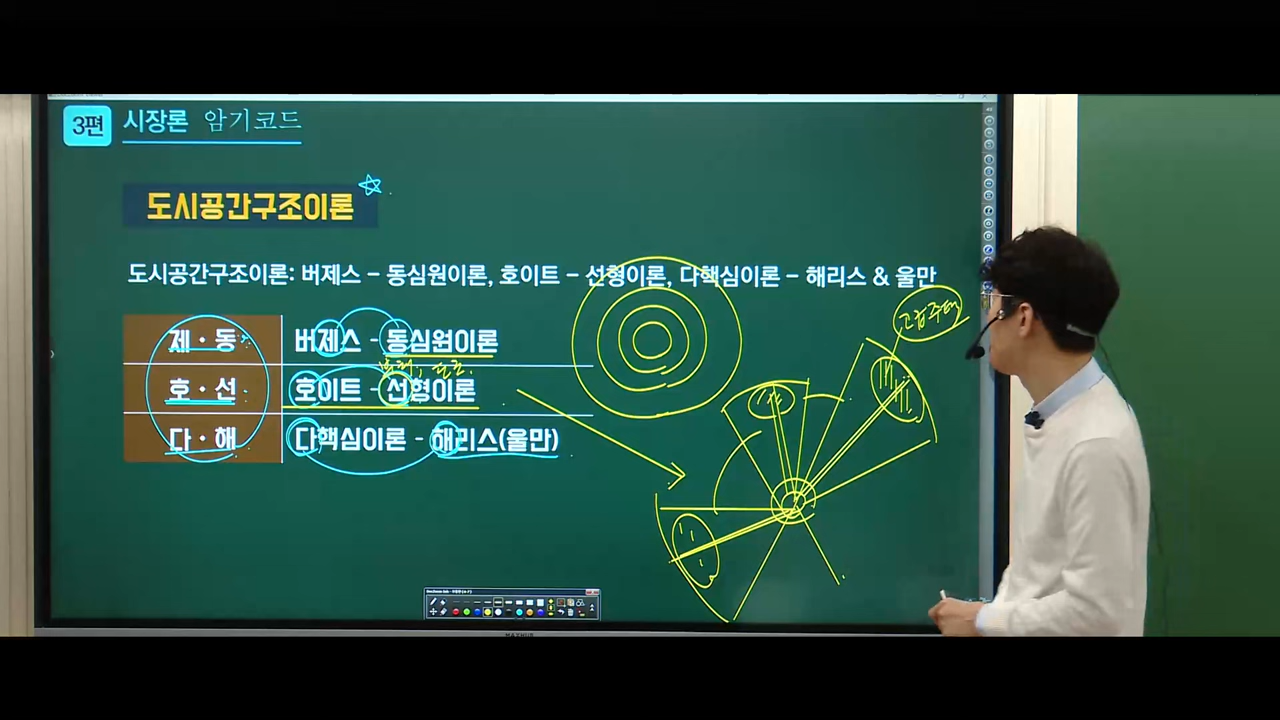 3편 시장론 암기코드
도시공간구조이론
도시공간구조이론: 버제스 - 동심원이론, 호이트 - 선형이론, 다핵심이론 - 해리스 & 울만
고급주택
제·동 버제스 - 동심원이론
호·선 호이트 - 선형이론
다·해 다핵심이론 - 해리스(울만)